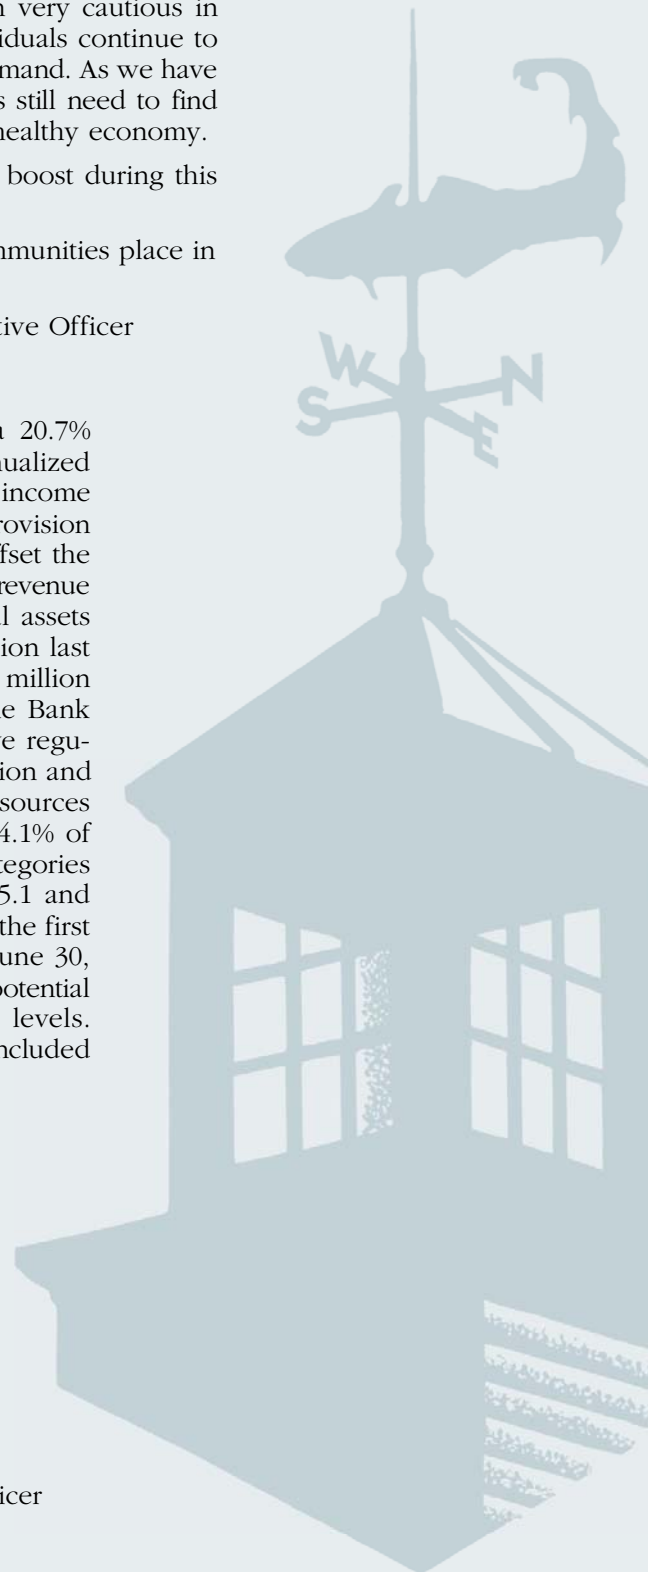 very cautious in
iduals continue to
mand. As we have
s still need to find
healthy economy.
boost during this
mmunities place in
tive Officer
W
N
S
E
20.7%
nualized
income
rovision
ffset the
revenue
l assets
ion last
million
e Bank
e regu-
ion and
sources
4.1% of
tegories
5.1 and
the first
une 30,
potential
levels.
ncluded
icer